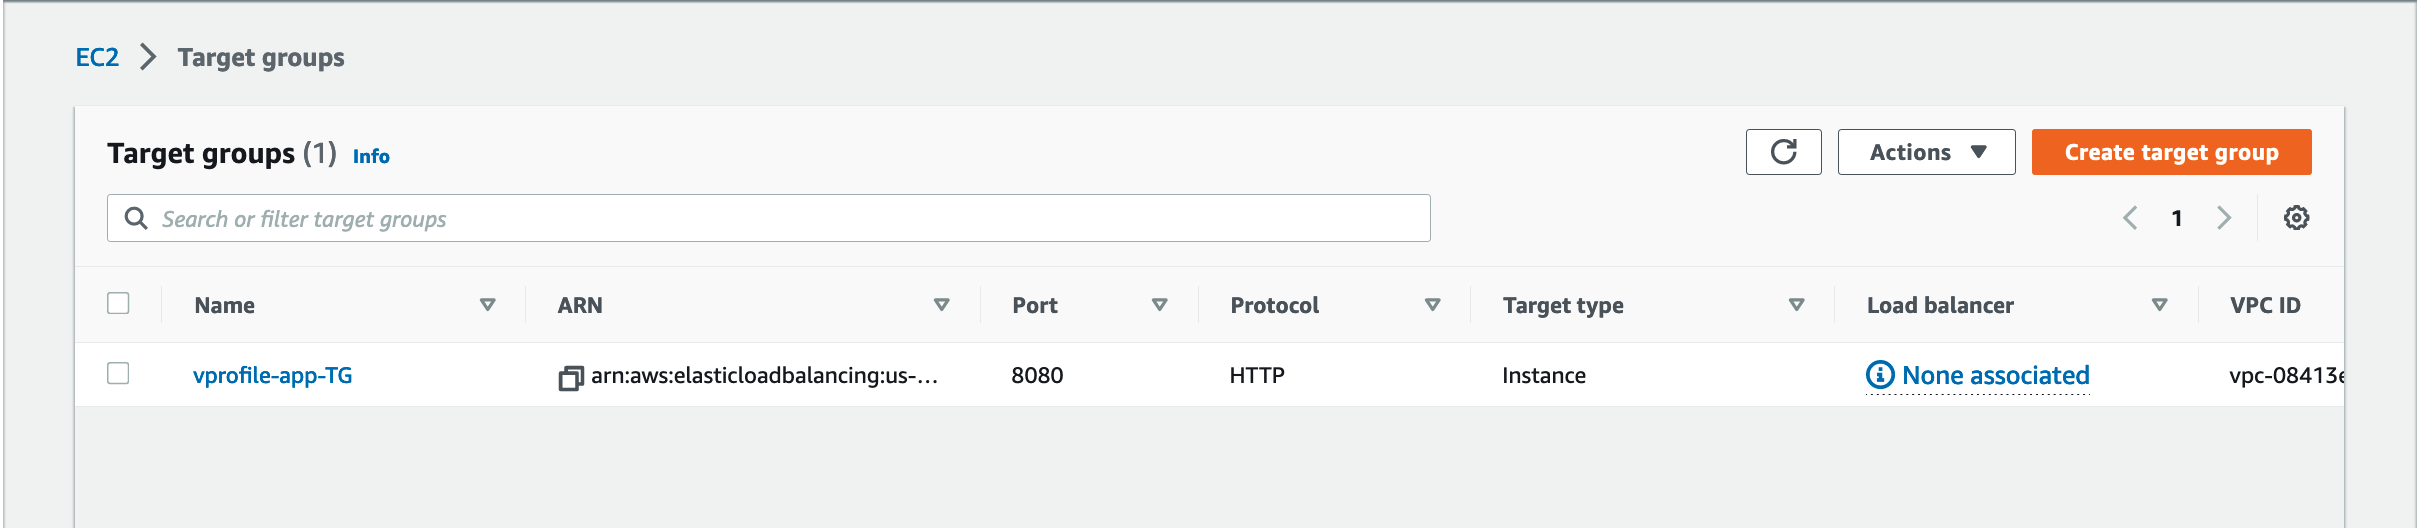 EC2 > Target groups
Target groups (1) Info
Actions Create target group
Search or filter target groups 1
Name ARN Port Protocol Target type Load balancer VPC ID
vprofile-app-TG arn:aws:elasticloadbalancing:us-... 8080 HTTP Instance None associated vpc-08413e